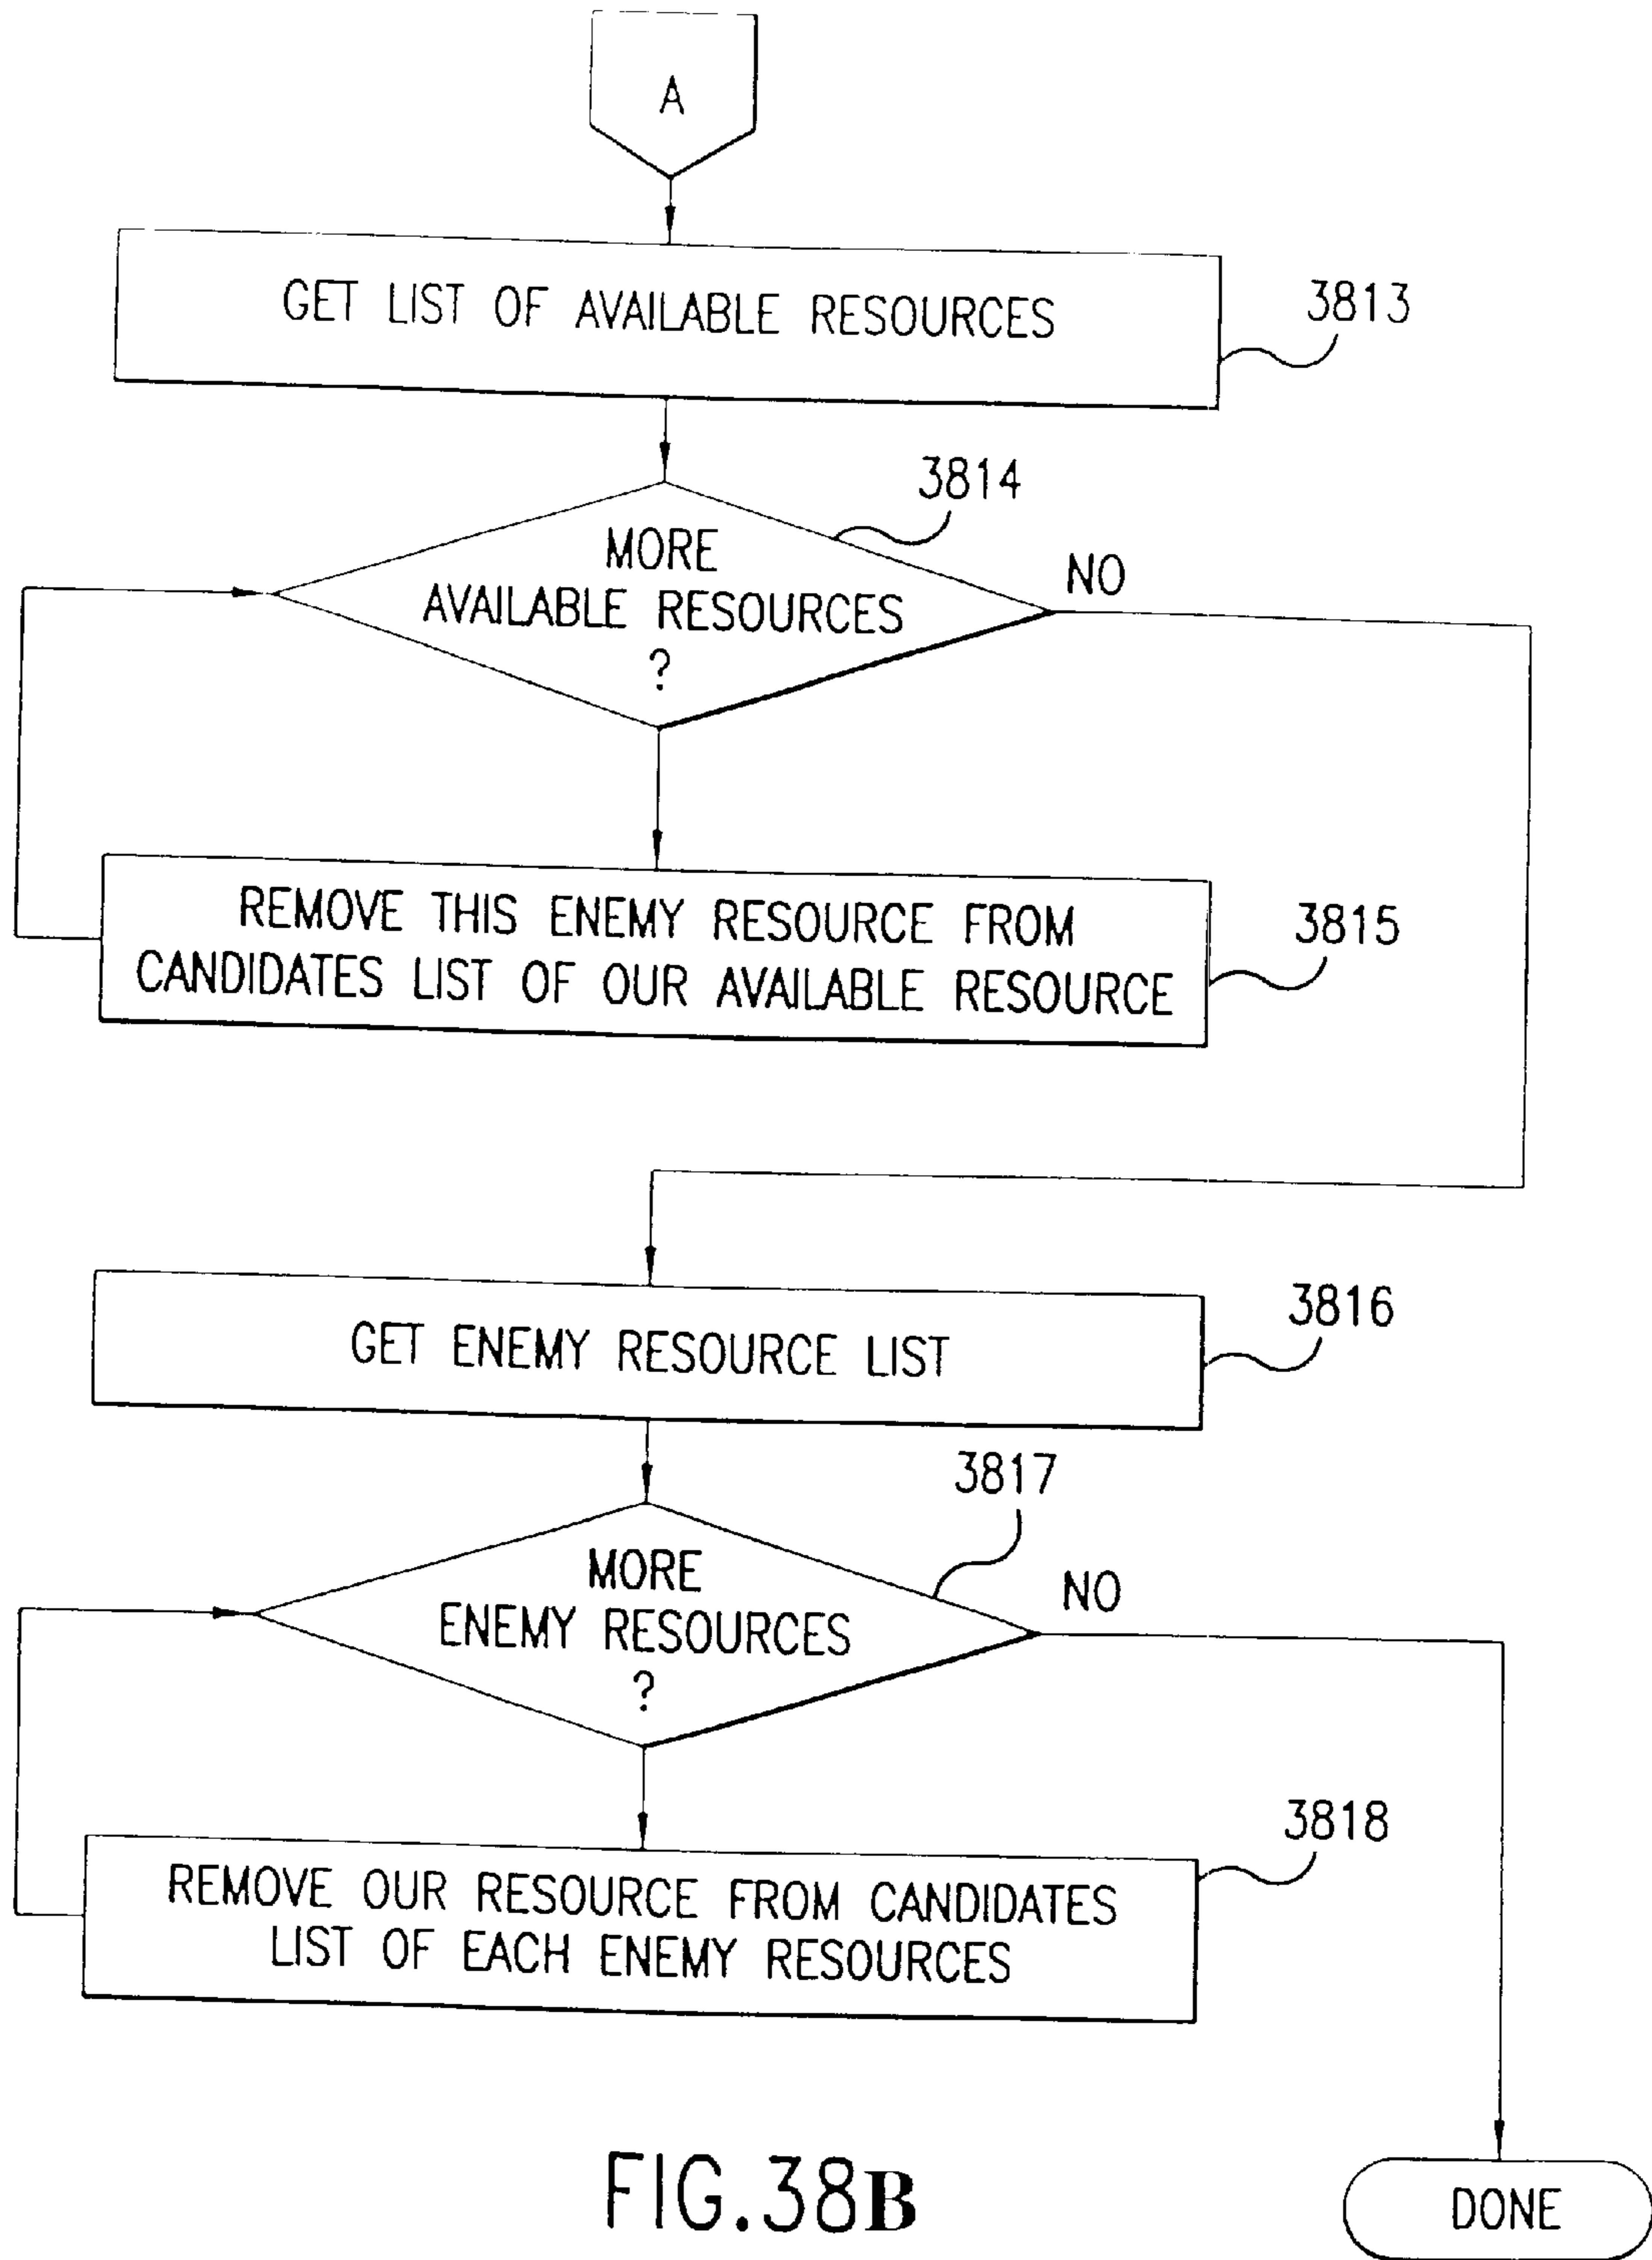 A
GET LIST OF AVAILABLE RESOURCES
3813
3814
MORE
AVAILABLE RESOURCES
?
NO
REMOVE THIS ENEMY RESOURCE FROM
CANDIDATES LIST OF OUR AVAILABLE RESOURCE
3815
GET ENEMY RESOURCE LIST
3816
3817
MORE
ENEMY RESOURCES
?
NO
3818
REMOVE OUR RESOURCE FROM CANDIDATES
LIST OF EACH ENEMY RESOURCES
DONE
FIG.38B